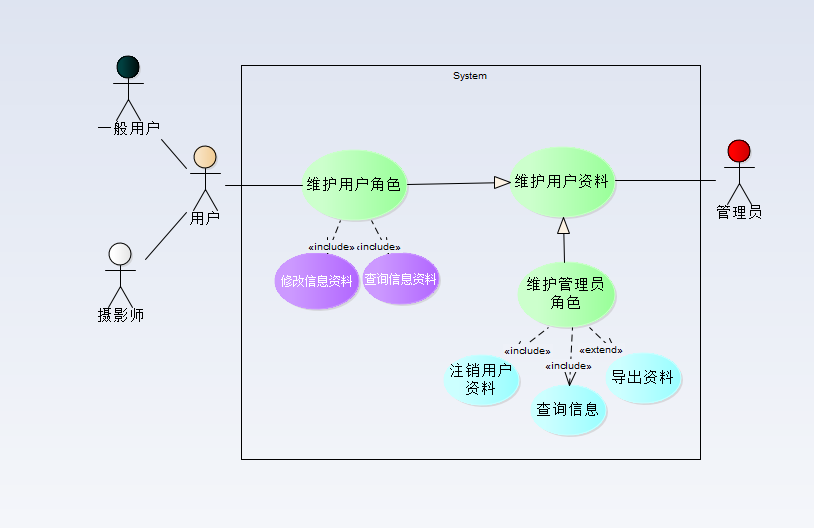 System
一般用户
维护用户角色
维护用户资料
用户
管理员
«include»
«include»
修改信息资料
查询信息资料
维护管理员
角色
摄影师
«include»
«extend»
«include»
注销用户
资料
导出资料
查询信息